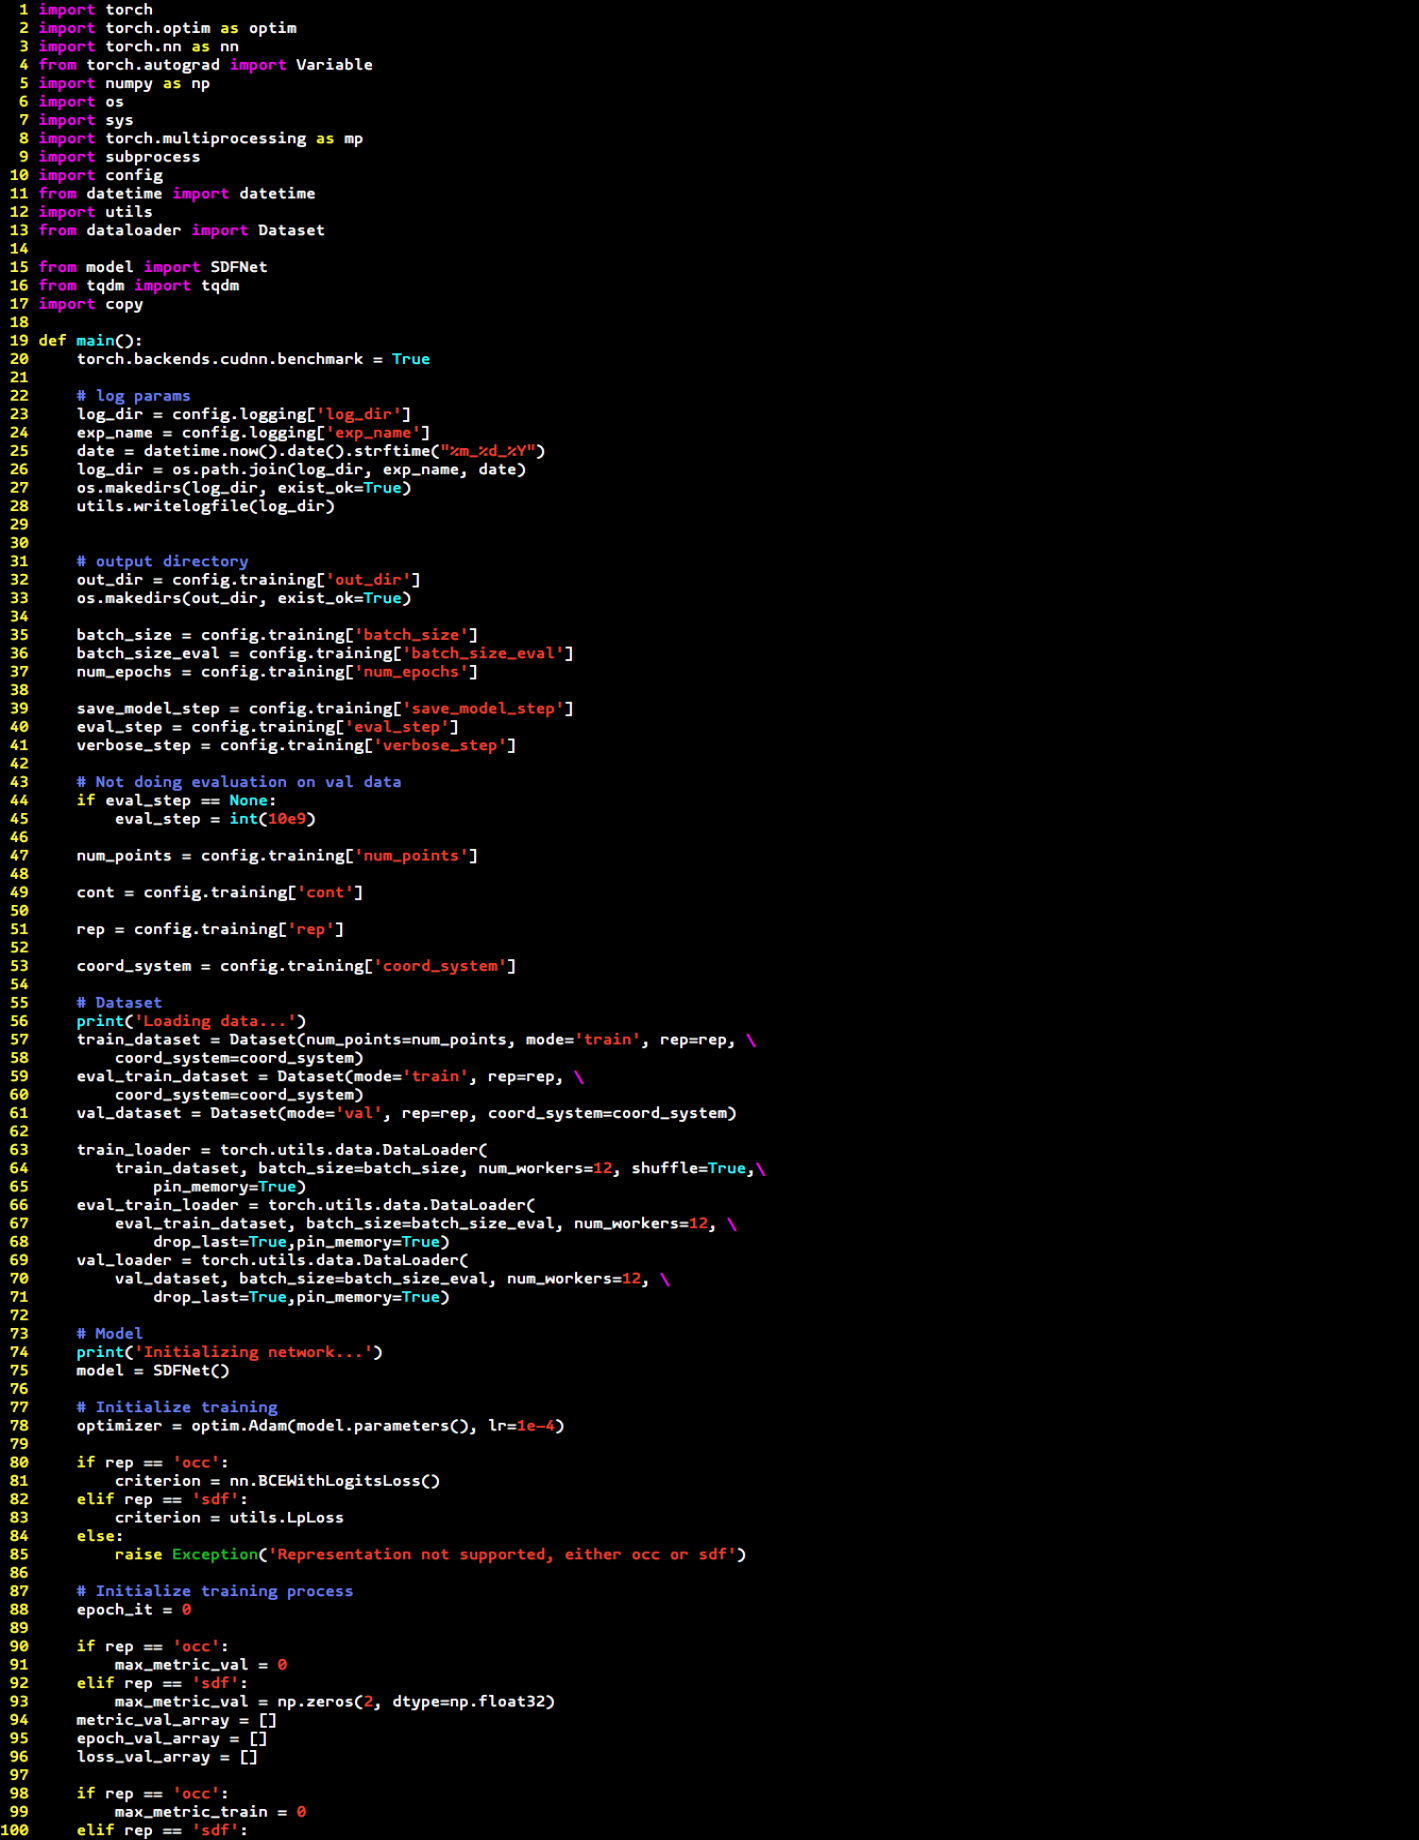 1 import torch
2 import torch.optim as optim
3 import torch.nn as nn
4 from torch.autograd import Variable
5 import numpy as np
6 import os
7 import sys
8 import torch.multiprocessing as mp
9 import subprocess
10 import config
11 from datetime import datetime
12 import utils
13 from dataloader import Dataset
14
15 from model import SDFNet
16 from tqdm import tqdm
17 import copy
18
19 def main():
20     torch.backends.cudnn.benchmark = True
21
22     # log params
23     log_dir = config.logging['log_dir']
24     exp_name = config.logging['exp_name']
25     date = datetime.now().date().strftime("%m_%d_%Y")
26     log_dir = os.path.join(log_dir, exp_name, date)
27     os.makedirs(log_dir, exist_ok=True)
28     utils.writelogfile(log_dir)
29
30
31     # output directory
32     out_dir = config.training['out_dir']
33     os.makedirs(out_dir, exist_ok=True)
34
35     batch_size = config.training['batch_size']
36     batch_size_eval = config.training['batch_size_eval']
37     num_epochs = config.training['num_epochs']
38
39     save_model_step = config.training['save_model_step']
40     eval_step = config.training['eval_step']
41     verbose_step = config.training['verbose_step']
42
43     # Not doing evaluation on val data
44     if eval_step == None:
45         eval_step = int(10e9)
46
47     num_points = config.training['num_points']
48
49     cont = config.training['cont']
50
51     rep = config.training['rep']
52
53     coord_system = config.training['coord_system']
54
55     # Dataset
56     print('Loading data...')
57     train_dataset = Dataset(num_points=num_points, mode='train', rep=rep, \
58         coord_system=coord_system)
59     eval_train_dataset = Dataset(mode='train', rep=rep, \
60         coord_system=coord_system)
61     val_dataset = Dataset(mode='val', rep=rep, coord_system=coord_system)
62
63     train_loader = torch.utils.data.DataLoader(
64         train_dataset, batch_size=batch_size, num_workers=12, shuffle=True,\
65             pin_memory=True)
66     eval_train_loader = torch.utils.data.DataLoader(
67         eval_train_dataset, batch_size=batch_size_eval, num_workers=12, \
68             drop_last=True,pin_memory=True)
69     val_loader = torch.utils.data.DataLoader(
70         val_dataset, batch_size=batch_size_eval, num_workers=12, \
71             drop_last=True,pin_memory=True)
72
73     # Model
74     print('Initializing network...')
75     model = SDFNet()
76
77     # Initialize training
78     optimizer = optim.Adam(model.parameters(), lr=1e-4)
79
80     if rep == 'occ':
81         criterion = nn.BCEWithLogitsLoss()
82     elif rep == 'sdf':
83         criterion = utils.LpLoss
84     else:
85         raise Exception('Representation not supported, either occ or sdf')
86
87     # Initialize training process
88     epoch_it = 0
89
90     if rep == 'occ':
91         max_metric_val = 0
92     elif rep == 'sdf':
93         max_metric_val = np.zeros(2, dtype=np.float32)
94     metric_val_array = []
95     epoch_val_array = []
96     loss_val_array = []
97
98     if rep == 'occ':
99         max_metric_train = 0
100     elif rep == 'sdf':